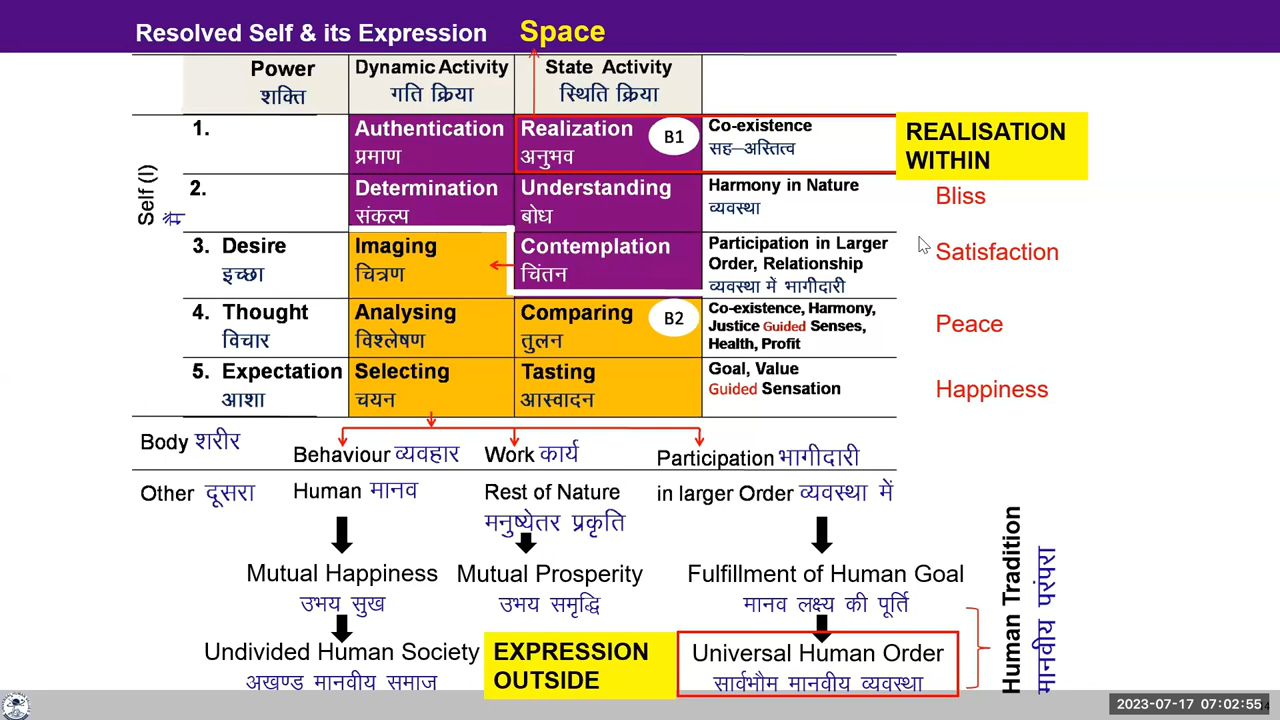 Resolved Self & its Expression Space
Power Dynamic Activity State Activity
शक्ति गति क्रिया स्थिति क्रिया
Self (I)
मैं
1. Authentication Realization B1 Co-existence
प्रमाण अनुभव सह–अस्तित्व
REALISATION
WITHIN
2. Determination Understanding Harmony in Nature Bliss
संकल्प बोध व्यवस्था
3. Desire Imaging Contemplation Participation in Larger
Order, Relationship Satisfaction
इच्छा चित्रण चिंतन व्यवस्था में भागीदारी
4. Thought Analysing Comparing B2 Co-existence, Harmony,
Justice Guided Senses, Peace
विचार विश्लेषण तुलन Health, Profit
5. Expectation Selecting Tasting Goal, Value
Guided Sensation Happiness
आशा चयन आस्वादन
Body शरीर Behaviour व्यवहार Work कार्य Participation भागीदारी
Other दूसरा Human मानव Rest of Nature in larger Order व्यवस्था में
मनुष्येतर प्रकृति
Mutual Happiness Mutual Prosperity Fulfillment of Human Goal
उभय सुख उभय समृद्धि मानव लक्ष्य की पूर्ति
Undivided Human Society EXPRESSION Universal Human Order
अखण्ड मानवीय समाज OUTSIDE सार्वभौम मानवीय व्यवस्था
Human Tradition
मानवीय परंपरा
2023-07-17 07:02:55